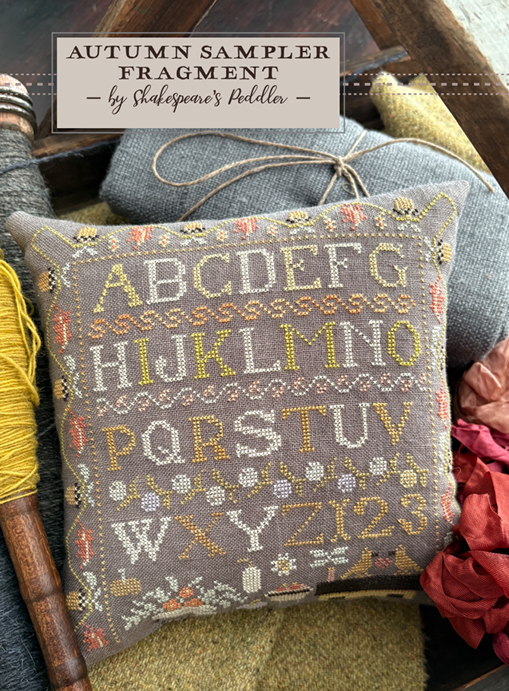 AUTUMN SAMPLER
FRAGMENT
— by Shakespeare's Peddler —
ABCDEFG
HIJKLMNO
PQRSTUV
WXYZ123